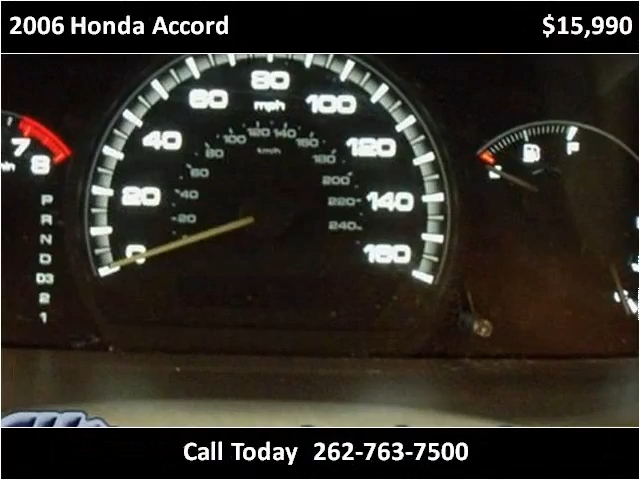 2006 Honda Accord $15,990
80
60 mph 100
40 120
20 140
0 160
100 120 140 160
80 km/h 180
60 200
40 220
20 240
7
8
F
P
R
N
D
D3
2
1
Call Today 262-763-7500